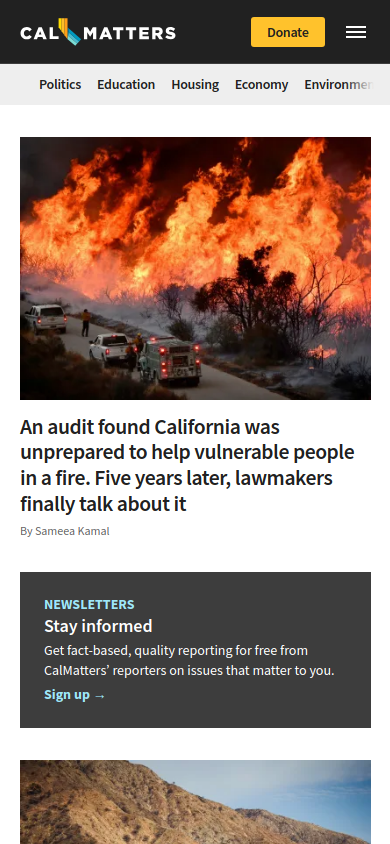 CALMATTERS
Donate
Politics Education Housing Economy Environmen
An audit found California was
unprepared to help vulnerable people
in a fire. Five years later, lawmakers
finally talk about it
By Sameea Kamal
NEWSLETTERS
Stay informed
Get fact-based, quality reporting for free from
CalMatters’ reporters on issues that matter to you.
Sign up →